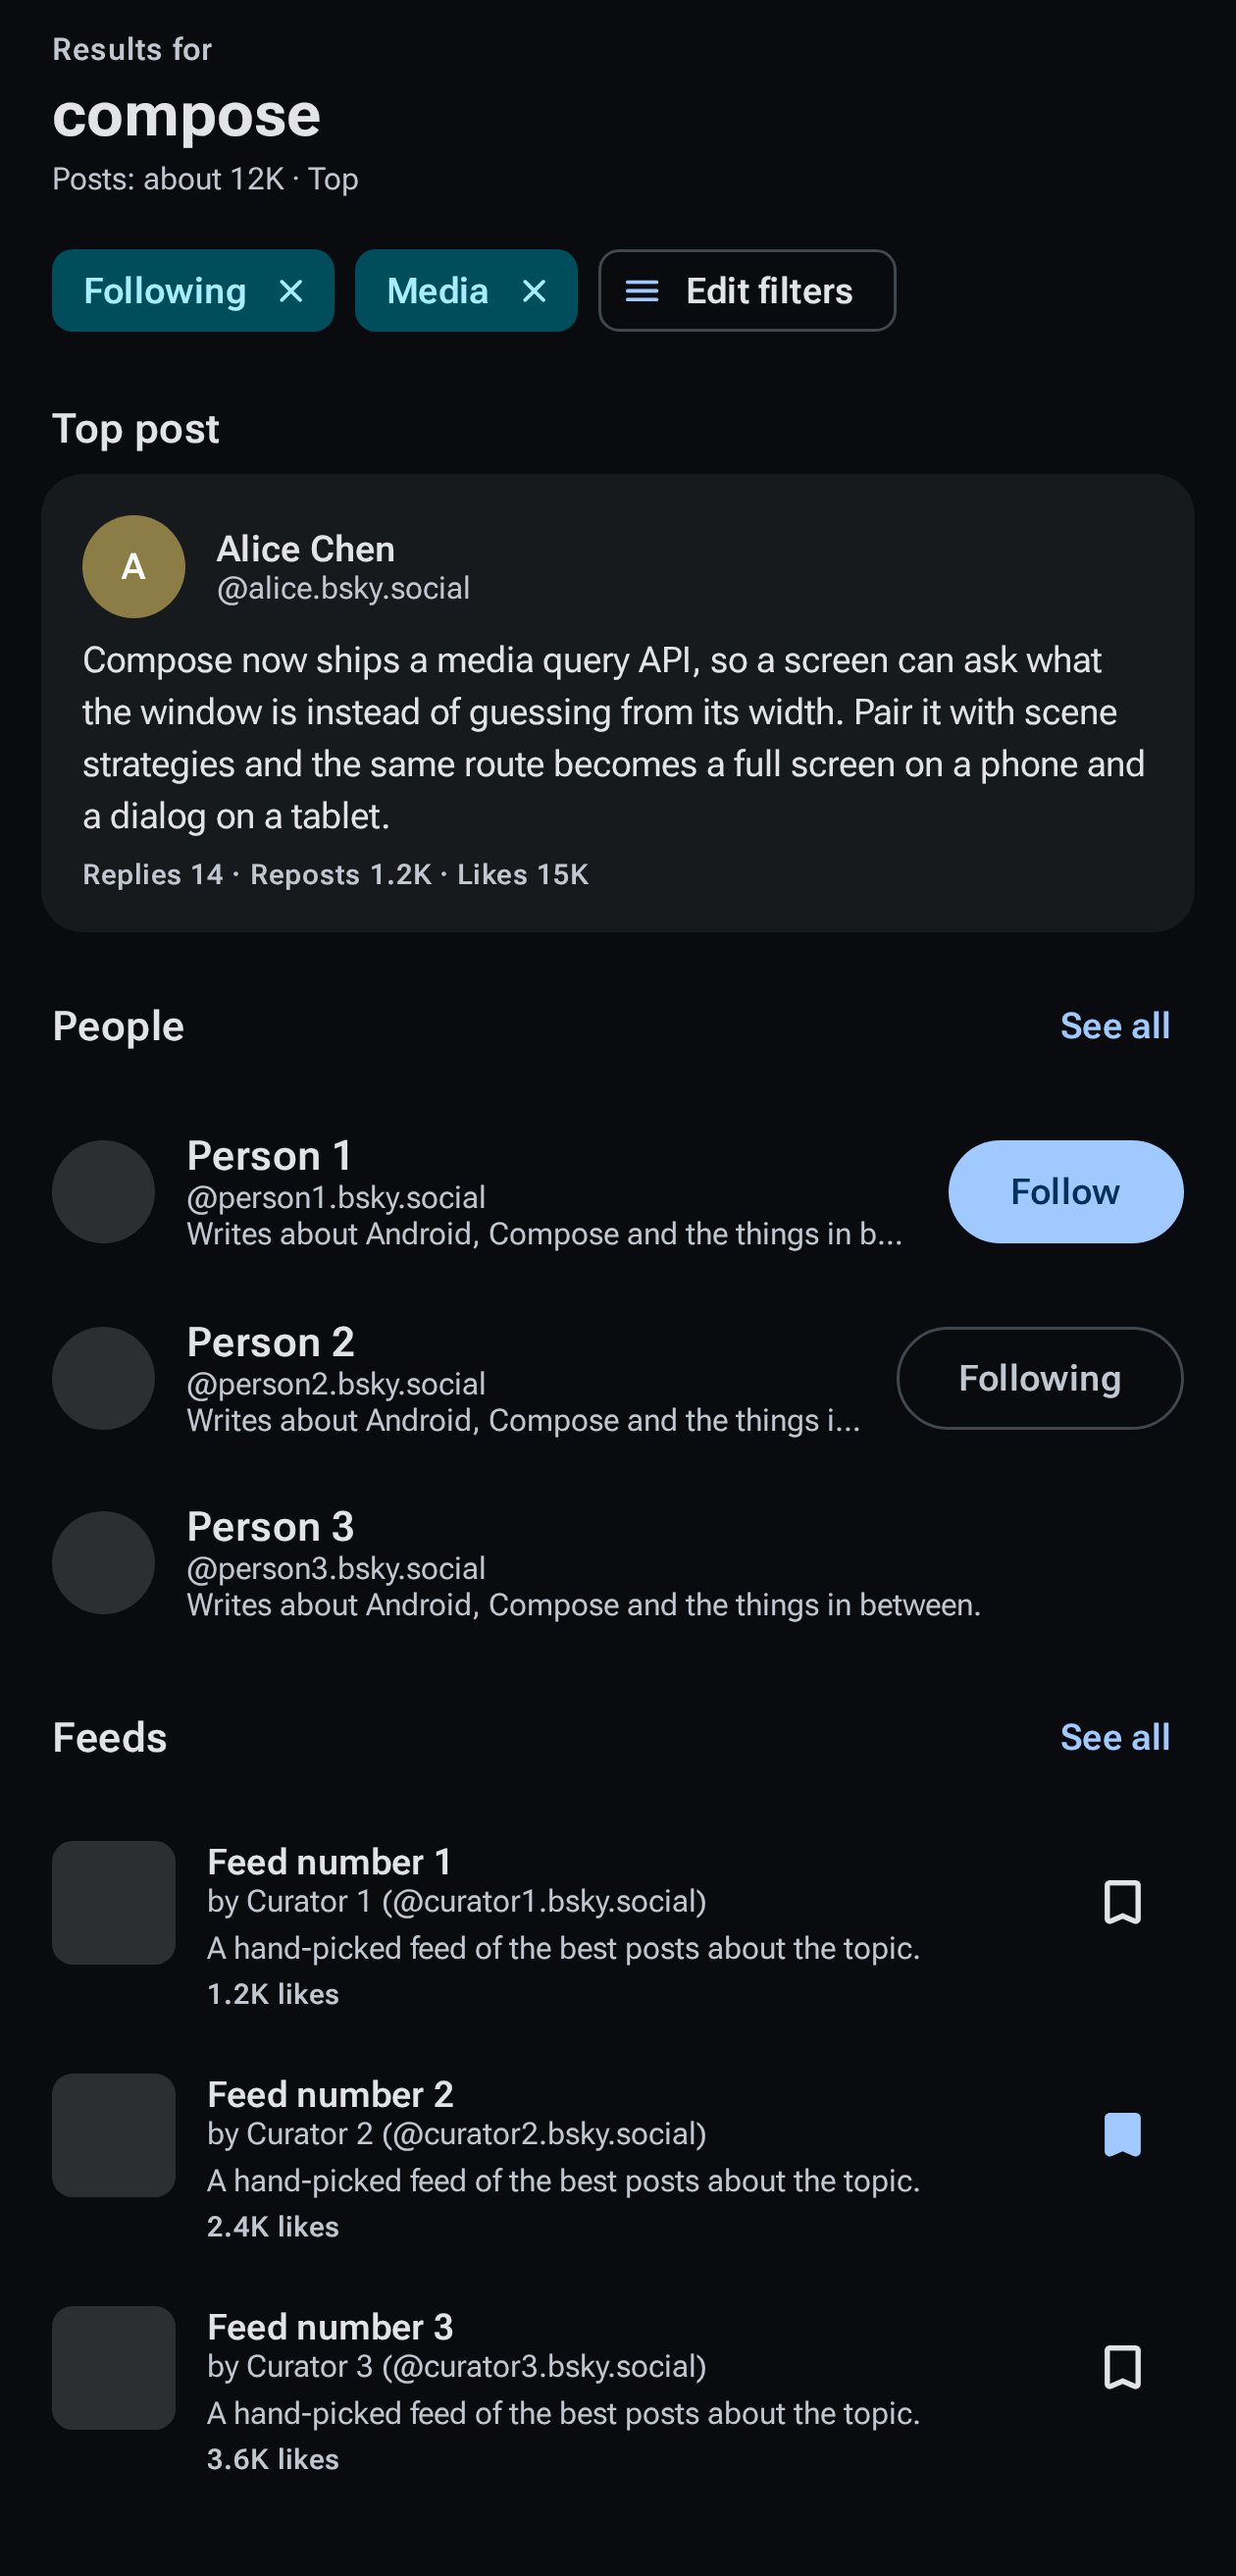 Results for
compose
Posts: about 12K · Top
Following
Media
Edit filters
Top post
A
Alice Chen
@alice.bsky.social
Compose now ships a media query API, so a screen can ask what
the window is instead of guessing from its width. Pair it with scene
strategies and the same route becomes a full screen on a phone and
a dialog on a tablet.
Replies 14 · Reposts 1.2K · Likes 15K
People
See all
Person 1
@person1.bsky.social
Writes about Android, Compose and the things in b...
Follow
Person 2
@person2.bsky.social
Writes about Android, Compose and the things i...
Following
Person 3
@person3.bsky.social
Writes about Android, Compose and the things in between.
Feeds
See all
Feed number 1
by Curator 1 (@curator1.bsky.social)
A hand-picked feed of the best posts about the topic.
1.2K likes
Feed number 2
by Curator 2 (@curator2.bsky.social)
A hand-picked feed of the best posts about the topic.
2.4K likes
Feed number 3
by Curator 3 (@curator3.bsky.social)
A hand-picked feed of the best posts about the topic.
3.6K likes